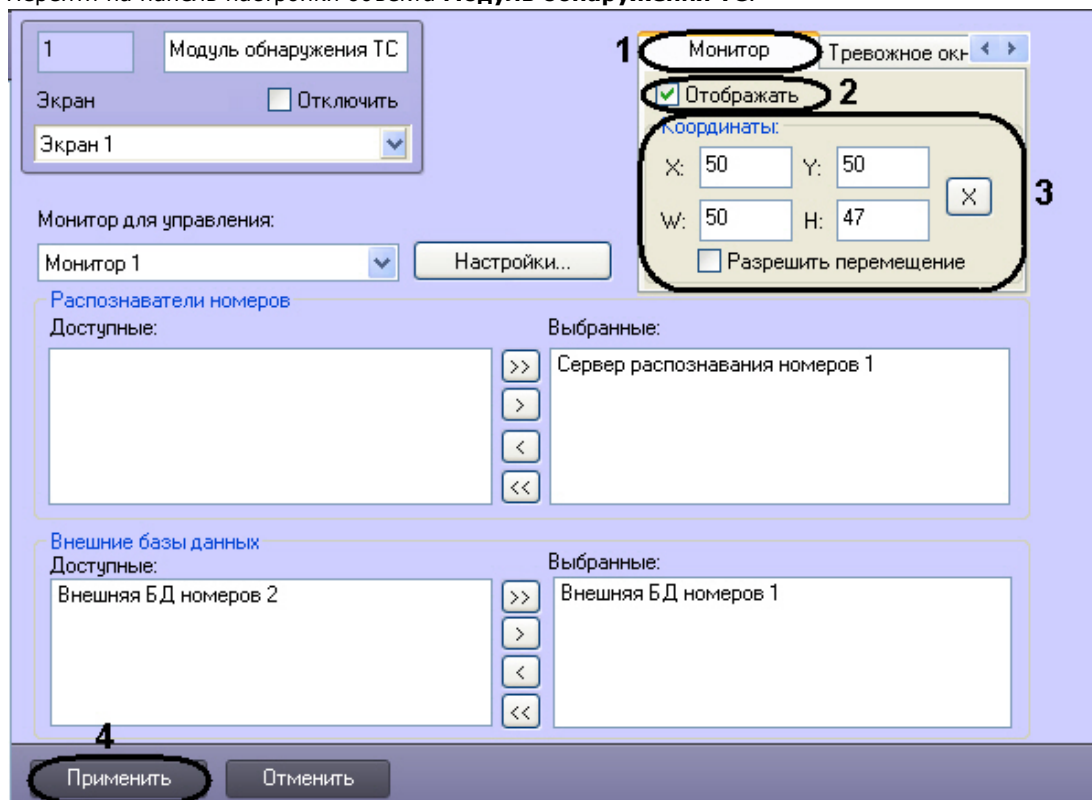 Перейти на панель настройки объекта Модуль обнаружения ТС.
1 Модуль обнаружения ТС
Экран Отключить
Экран 1
1 Монитор Тревожное окн
Отображать 2
Координаты:
X: 50 Y: 50
X 3
W: 50 H: 47
Разрешить перемещение
Монитор для управления:
Монитор 1 Настройки...
Распознаватели номеров
Доступные: Выбранные:
Сервер распознавания номеров 1
>>
>
<
<<
Внешние базы данных
Доступные: Выбранные:
Внешняя БД номеров 2 >> Внешняя БД номеров 1
>
<
<<
4
Применить Отменить